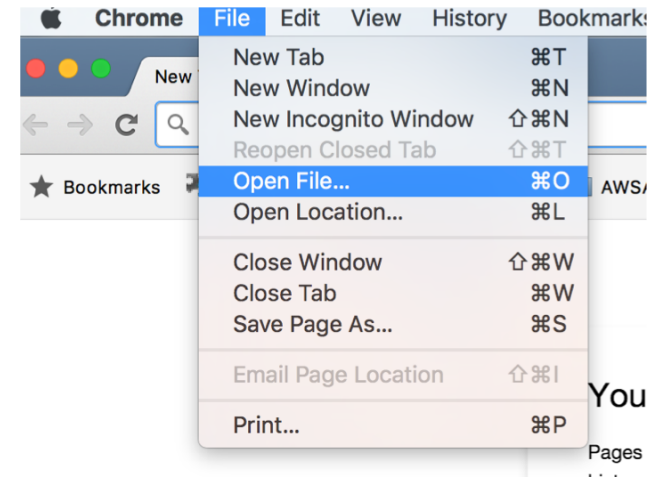 Chrome File Edit View History Bookmarks
New
New Tab ⌘T
New Window ⌘N
New Incognito Window ⇧⌘N
Reopen Closed Tab ⇧⌘T
Open File... ⌘O
Bookmarks AWSA
Open Location... ⌘L
Close Window ⇧⌘W
Close Tab ⌘W
Save Page As... ⌘S
Email Page Location ⇧⌘I
You
Print... ⌘P
Pages